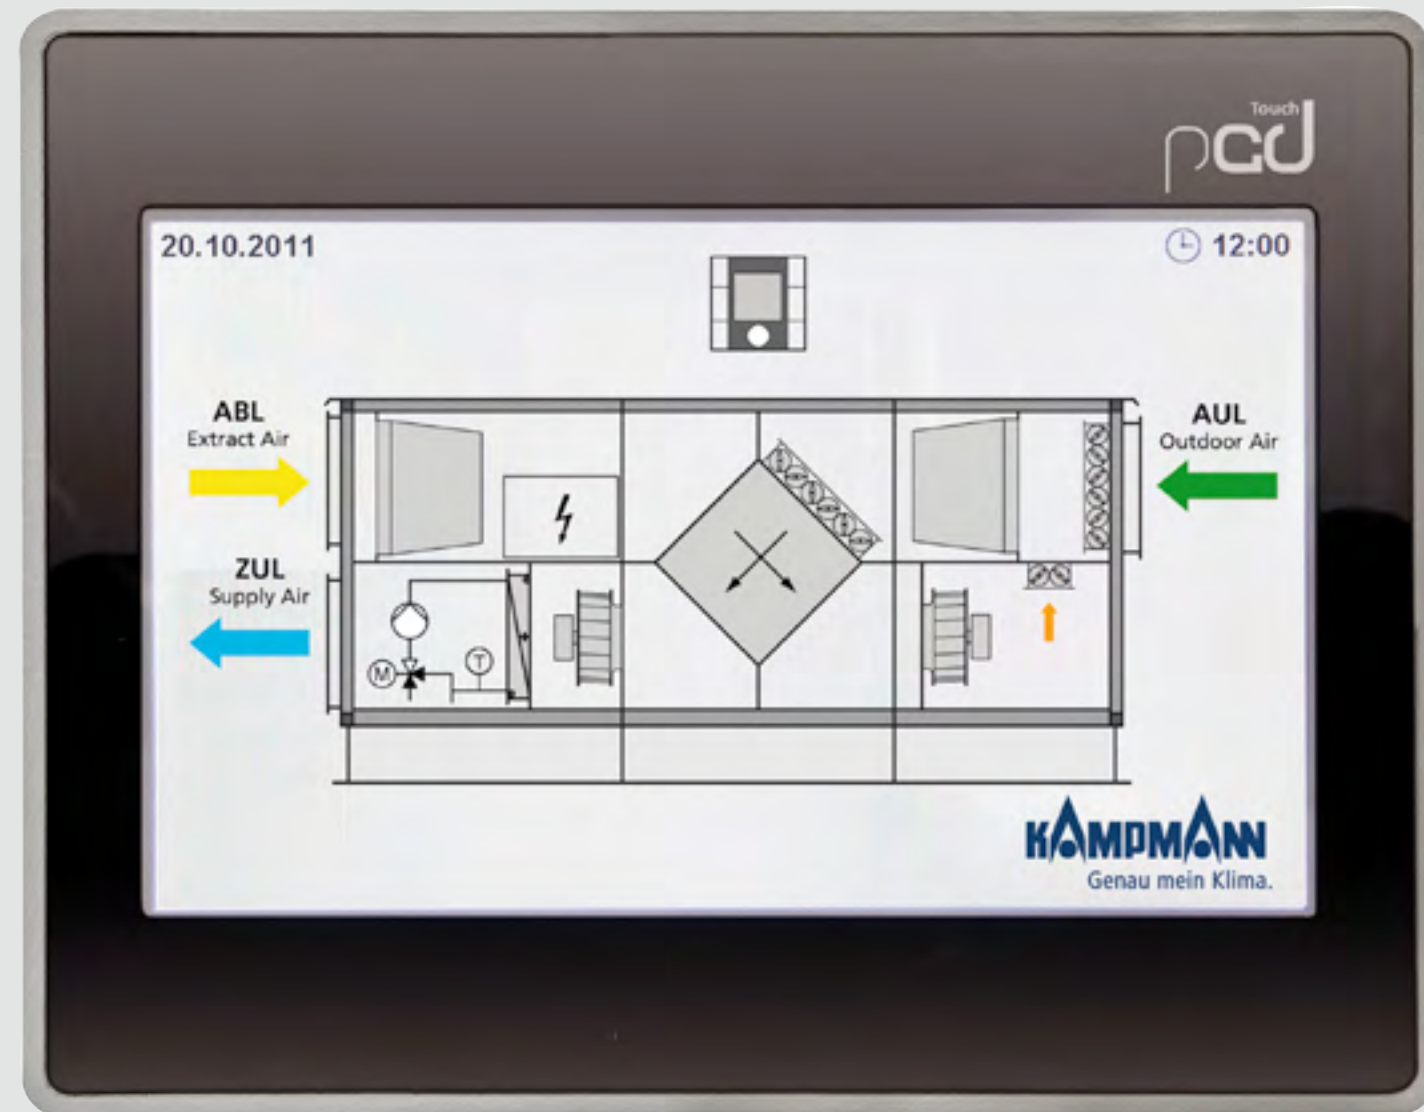 Touch
pcd
20.10.2011
12:00
ABL
Extract Air
AUL
Outdoor Air
ZUL
Supply Air
M
T
KAMPMANN
Genau mein Klima.